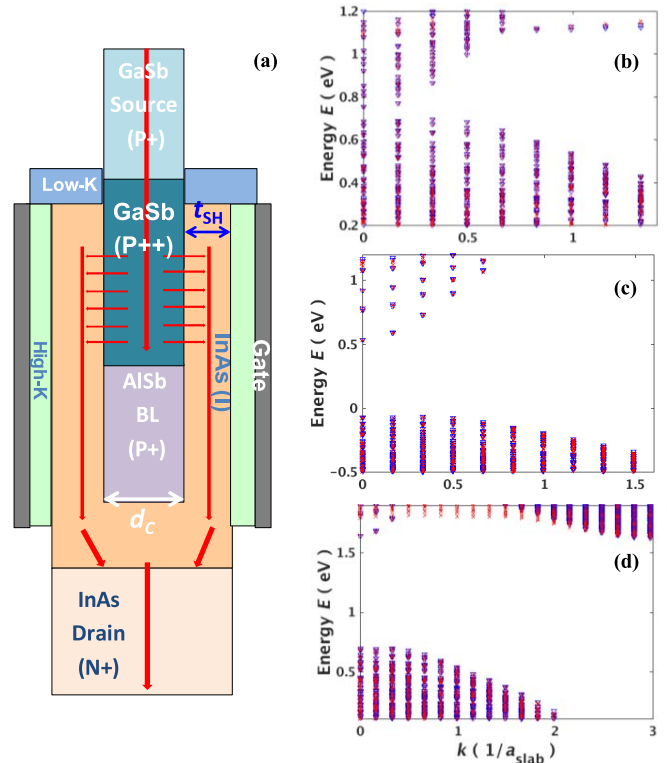 (a)
GaSb
Source
(P+)
Low-K
GaSb
(P++)
t_SH
High-K
InAs (I)
Gate
AlSb
BL
(P+)
d_C
InAs
Drain
(N+)
(b)
Energy E ( eV )
1.2
1
0.8
0.6
0.4
0.2
0
0.5
1
(c)
Energy E ( eV )
1
0
−0.5
0
0.5
1.0
1.5
(d)
Energy E ( eV )
1.5
0.5
0
1
2
3
k ( 1/a_slab )